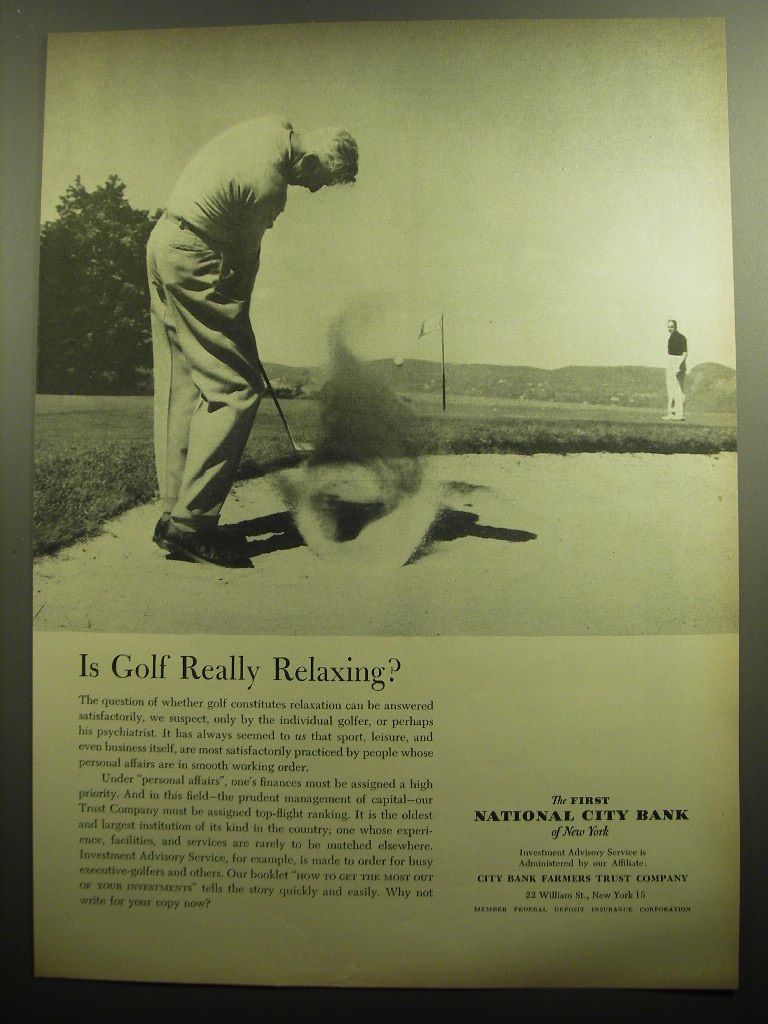 Is Golf Really Relaxing?
The question of whether golf constitutes relaxation can be answered
satisfactorily, we suspect, only by the individual golfer, or perhaps
his psychiatrist. It has always seemed to us that sport, leisure, and
even business itself, are most satisfactorily practiced by people whose
personal affairs are in smooth working order.
Under "personal affairs", one's finances must be assigned a high
priority. And in this field—the prudent management of capital—our
Trust Company must be assigned top-flight ranking. It is the oldest
and largest institution of its kind in the country; one whose experi-
ence, facilities, and services are rarely to be matched elsewhere.
Investment Advisory Service, for example, is made to order for busy
executive-golfers and others. Our booklet "HOW TO GET THE MOST OUT
OF YOUR INVESTMENTS" tells the story quickly and easily. Why not
write for your copy now?
The FIRST
NATIONAL CITY BANK
of New York
Investment Advisory Service is
Administered by our Affiliate:
CITY BANK FARMERS TRUST COMPANY
22 William St., New York 15
MEMBER FEDERAL DEPOSIT INSURANCE CORPORATION